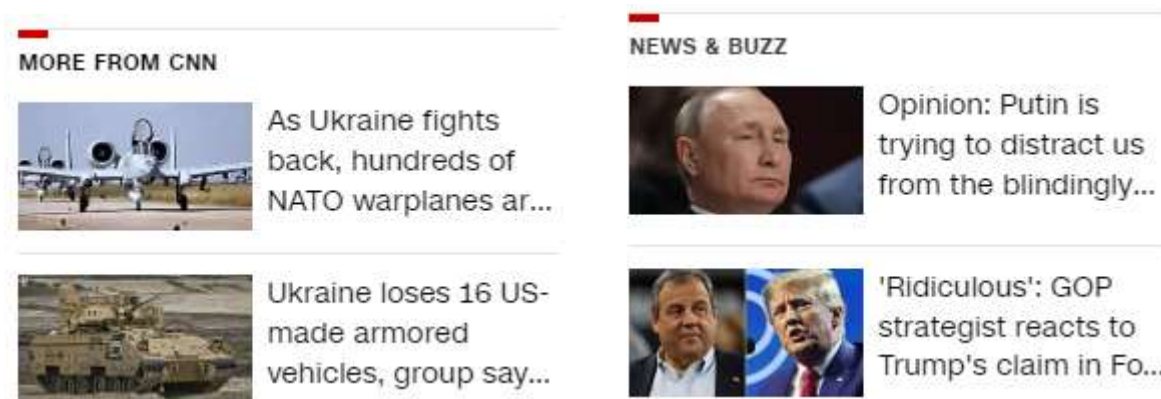 MORE FROM CNN
As Ukraine fights
back, hundreds of
NATO warplanes ar...
Ukraine loses 16 US-
made armored
vehicles, group say...
NEWS & BUZZ
Opinion: Putin is
trying to distract us
from the blindingly...
'Ridiculous': GOP
strategist reacts to
Trump's claim in Fo...